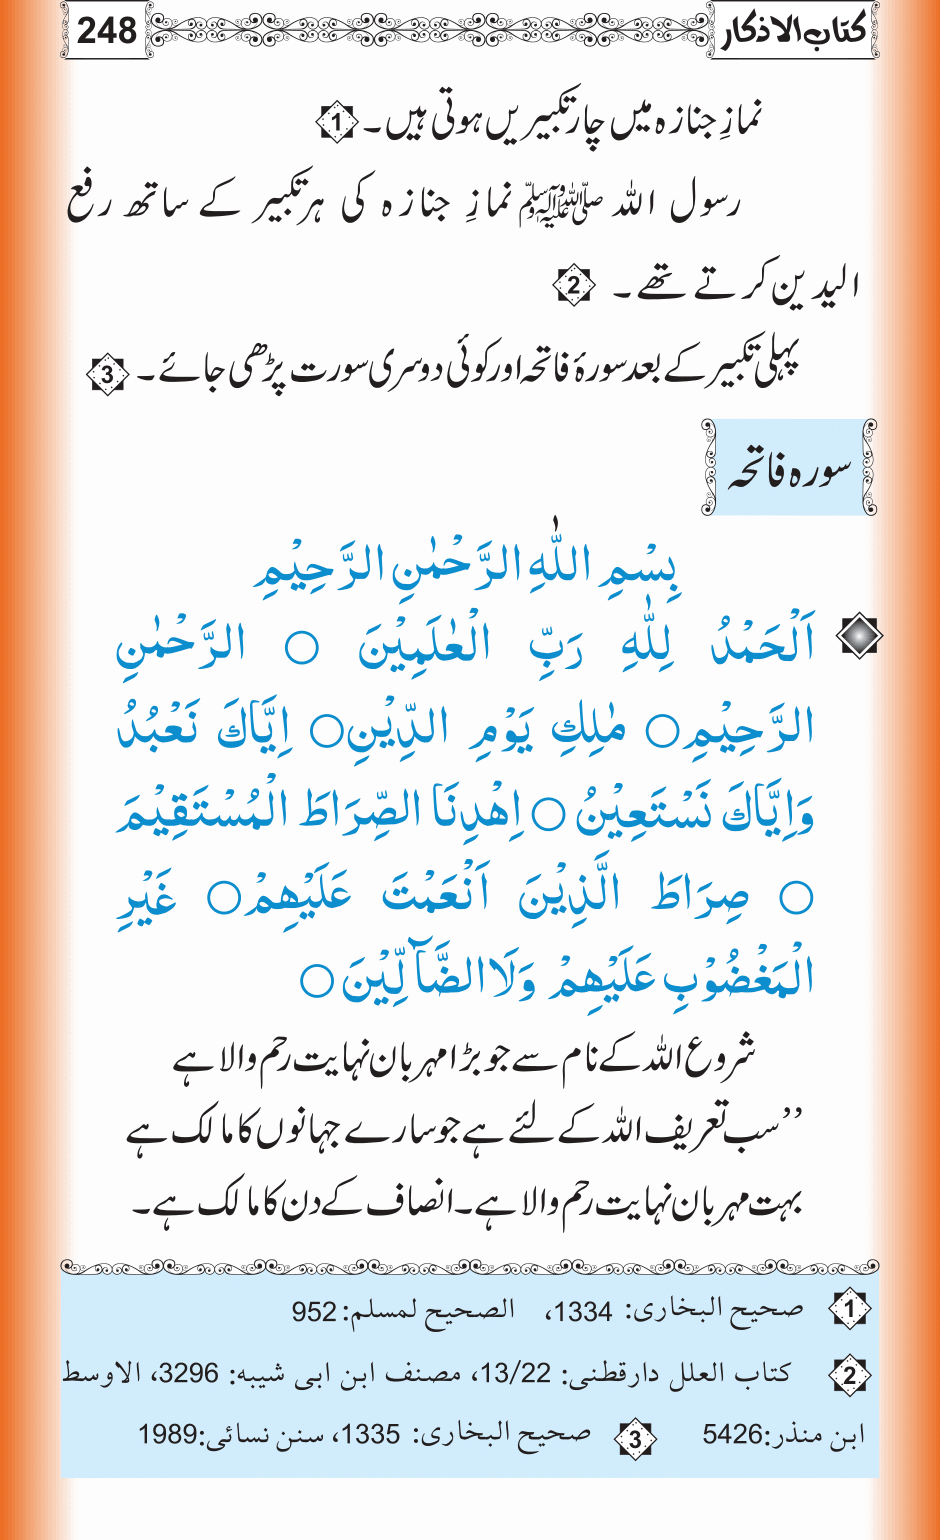 کتاب الاذکار 248
نمازِ جنازہ میں چار تکبیریں ہوتی ہیں۔ 1
رسول اللہ ﷺ نمازِ جنازہ کی ہر تکبیر کے ساتھ رفع
الیدین کرتے تھے۔ 2
پہلی تکبیر کے بعد سورۂ فاتحہ اور کوئی دوسری سورت پڑھی جائے۔ 3
سورہ فاتحہ
بِسْمِ اللّٰهِ الرَّحْمٰنِ الرَّحِیْمِ
اَلْحَمْدُ لِلّٰهِ رَبِّ الْعٰلَمِیْنَ ○ الرَّحْمٰنِ
الرَّحِیْمِ○ مٰلِكِ یَوْمِ الدِّیْنِ○ اِیَّاكَ نَعْبُدُ
وَاِیَّاكَ نَسْتَعِیْنُ ○ اِهْدِنَا الصِّرَاطَ الْمُسْتَقِیْمَ
○ صِرَاطَ الَّذِیْنَ اَنْعَمْتَ عَلَیْهِمْ○ غَیْرِ
الْمَغْضُوْبِ عَلَیْهِمْ وَلَا الضَّآلِّیْنَ ○
شروع اللہ کے نام سے جو بڑا مہربان نہایت رحم والا ہے
’’سب تعریف اللہ کے لئے ہے جو سارے جہانوں کا مالک ہے
بہت مہربان نہایت رحم والا ہے۔ انصاف کے دن کا مالک ہے۔
1 صحیح البخاری: 1334، الصحیح لمسلم: 952
2 کتاب العلل دارقطنی: 13/22، مصنف ابن ابی شیبه: 3296، الاوسط
ابن منذر:5426 3 صحیح البخاری: 1335، سنن نسائی:1989